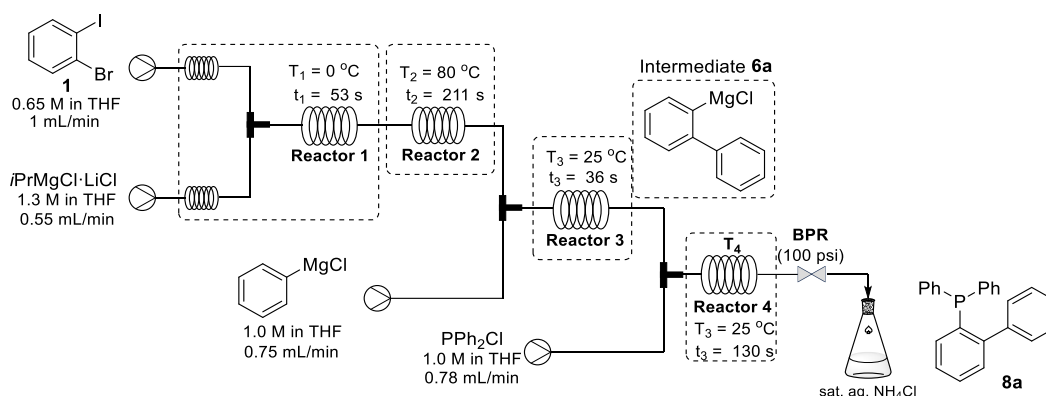 I
Br
1
0.65 M in THF
1 mL/min
iPrMgCl·LiCl
1.3 M in THF
0.55 mL/min
T1 = 0 °C
t1 = 53 s
Reactor 1
T2 = 80 °C
t2 = 211 s
Reactor 2
MgCl
1.0 M in THF
0.75 mL/min
T3 = 25 °C
t3 = 36 s
Reactor 3
Intermediate 6a
MgCl
PPh2Cl
1.0 M in THF
0.78 mL/min
T4
Reactor 4
T3 = 25 °C
t3 = 130 s
BPR
(100 psi)
sat. aq. NH4Cl
Ph P Ph
8a